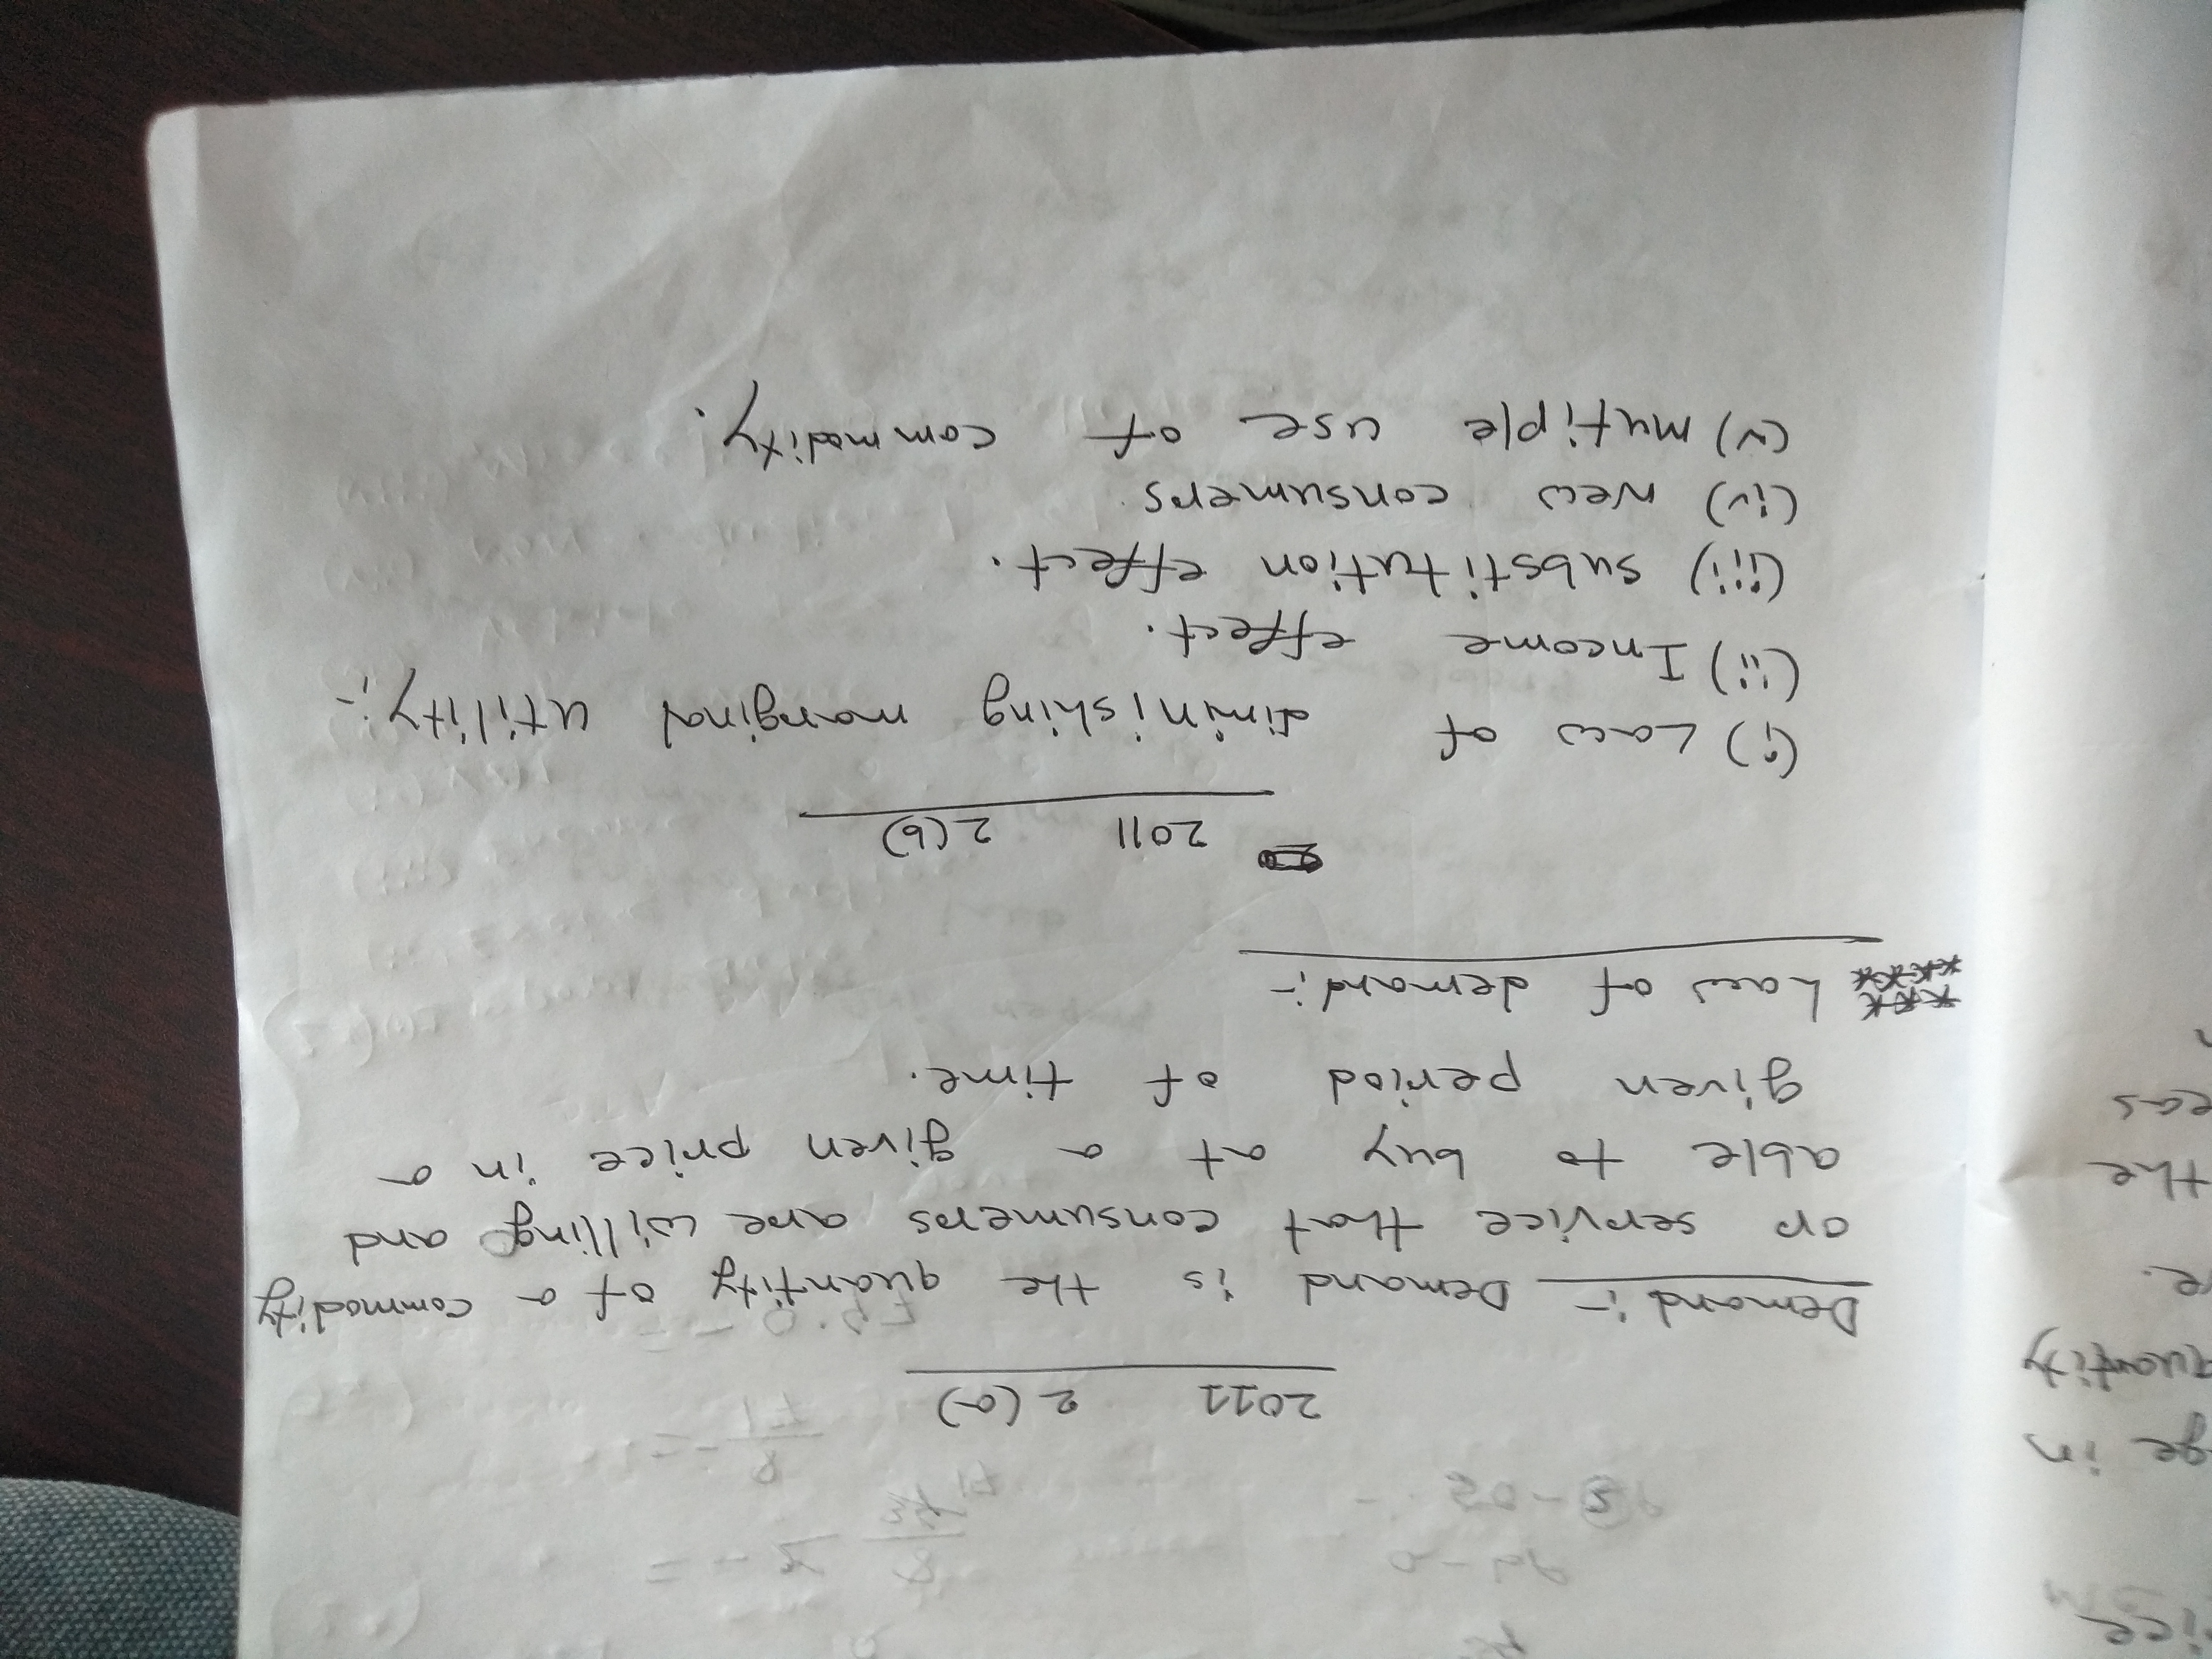 ice
ge in
quantity
re.
the
eas
2011 2 (a)
Demand :- Demand is the quantity of a commodity
or service that consumers are willing and
able to buy at a given price in a
given period of time.
*** **** Law of demand :-
2011 2(b)
(i) Law of diminishing marginal utility :-
(ii) Income effect.
(iii) substitution effect.
(iv) New consumers
(v) mutiple use of commodity.